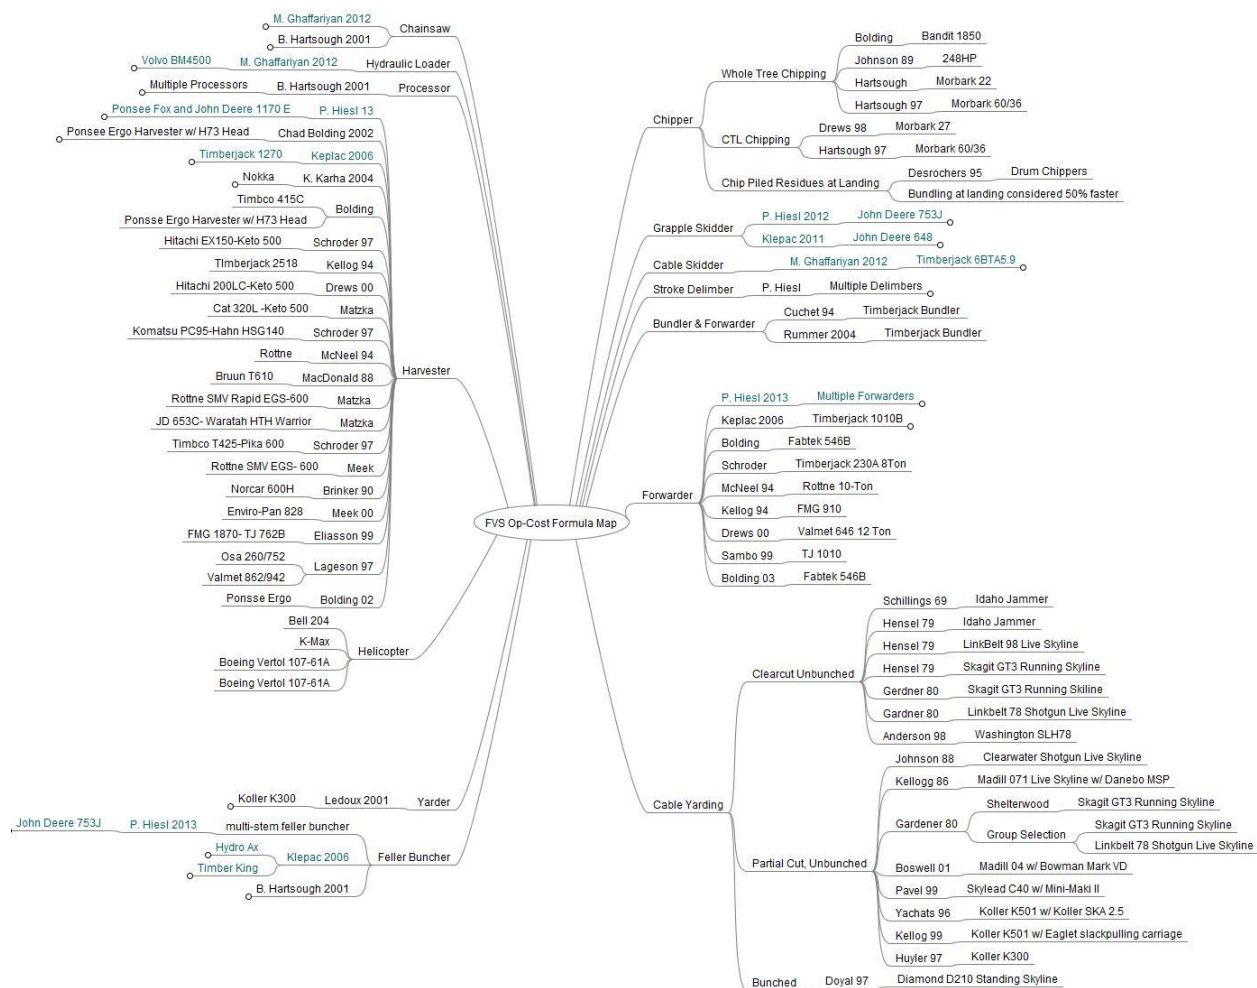 M. Ghaffariyan 2012
B. Hartsough 2001
Chainsaw
Volvo BM4500 M. Ghaffariyan 2012 Hydraulic Loader
Multiple Processors B. Hartsough 2001 Processor
Ponsee Fox and John Deere 1170 E P. Hiesl 13
Ponsee Ergo Harvester w/ H73 Head Chad Bolding 2002
Timberjack 1270 Keplac 2006
Nokka K. Karha 2004
Timbco 415C
Ponsse Ergo Harvester w/ H73 Head
Bolding
Hitachi EX150-Keto 500 Schroder 97
TImberjack 2518 Kellog 94
Hitachi 200LC-Keto 500 Drews 00
Cat 320L -Keto 500 Matzka
Komatsu PC95-Hahn HSG140 Schroder 97
Rottne McNeel 94
Harvester
Bruun T610 MacDonald 88
Rottne SMV Rapid EGS-600 Matzka
JD 653C- Waratah HTH Warrior Matzka
Timbco T425-Pika 600 Schroder 97
Rottne SMV EGS- 600 Meek
Norcar 600H Brinker 90
Enviro-Pan 828 Meek 00
FMG 1870- TJ 762B Eliasson 99
Osa 260/752
Valmet 862/942
Lageson 97
Ponsse Ergo Bolding 02
Bell 204
K-Max
Boeing Vertol 107-61A
Boeing Vertol 107-61A
Helicopter
Koller K300 Ledoux 2001 Yarder
John Deere 753J P. Hiesl 2013 multi-stem feller buncher
Hydro Ax
Timber King
Klepac 2006
B. Hartsough 2001
Feller Buncher
FVS Op-Cost Formula Map
Chipper
Whole Tree Chipping
Bolding Bandit 1850
Johnson 89 248HP
Hartsough Morbark 22
Hartsough 97 Morbark 60/36
CTL Chipping
Drews 98 Morbark 27
Hartsough 97 Morbark 60/36
Chip Piled Residues at Landing
Desrochers 95 Drum Chippers
Bundling at landing considered 50% faster
Grapple Skidder
P. Hiesl 2012 John Deere 753J
Klepac 2011 John Deere 648
Cable Skidder M. Ghaffariyan 2012 Timberjack 6BTA5.9
Stroke Delimber P. Hiesl Multiple Delimbers
Bundler & Forwarder
Cuchet 94 Timberjack Bundler
Rummer 2004 Timberjack Bundler
Forwarder
P. Hiesl 2013 Multiple Forwarders
Keplac 2006 Timberjack 1010B
Bolding Fabtek 546B
Schroder Timberjack 230A 8Ton
McNeel 94 Rottne 10-Ton
Kellog 94 FMG 910
Drews 00 Valmet 646 12 Ton
Sambo 99 TJ 1010
Bolding 03 Fabtek 546B
Cable Yarding
Clearcut Unbunched
Schillings 69 Idaho Jammer
Hensel 79 Idaho Jammer
Hensel 79 LinkBelt 98 Live Skyline
Hensel 79 Skagit GT3 Running Skyline
Gerdner 80 Skagit GT3 Running Skiline
Gardner 80 Linkbelt 78 Shotgun Live Skyline
Anderson 98 Washington SLH78
Partial Cut, Unbunched
Johnson 88 Clearwater Shotgun Live Skyline
Kellogg 86 Madill 071 Live Skyline w/ Danebo MSP
Gardener 80
Shelterwood Skagit GT3 Running Skyline
Group Selection
Skagit GT3 Running Skyline
Linkbelt 78 Shotgun Live Skyline
Boswell 01 Madill 04 w/ Bowman Mark VD
Pavel 99 Skylead C40 w/ Mini-Maki II
Yachats 96 Koller K501 w/ Koller SKA 2.5
Kellog 99 Koller K501 w/ Eaglet slackpulling carriage
Huyler 97 Koller K300
Bunched Doyal 97 Diamond D210 Standing Skyline